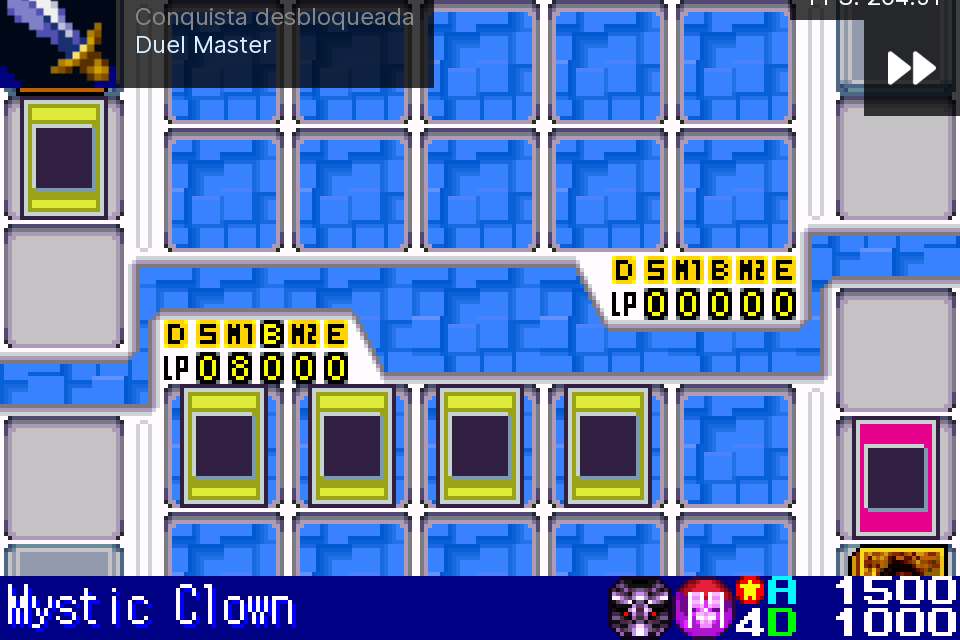 Conquista desbloqueada
Duel Master
D S M1 B M2 E
LP 00000
D S M1 B M2 E
LP 08000
Mystic Clown
4
A 1500
D 1000